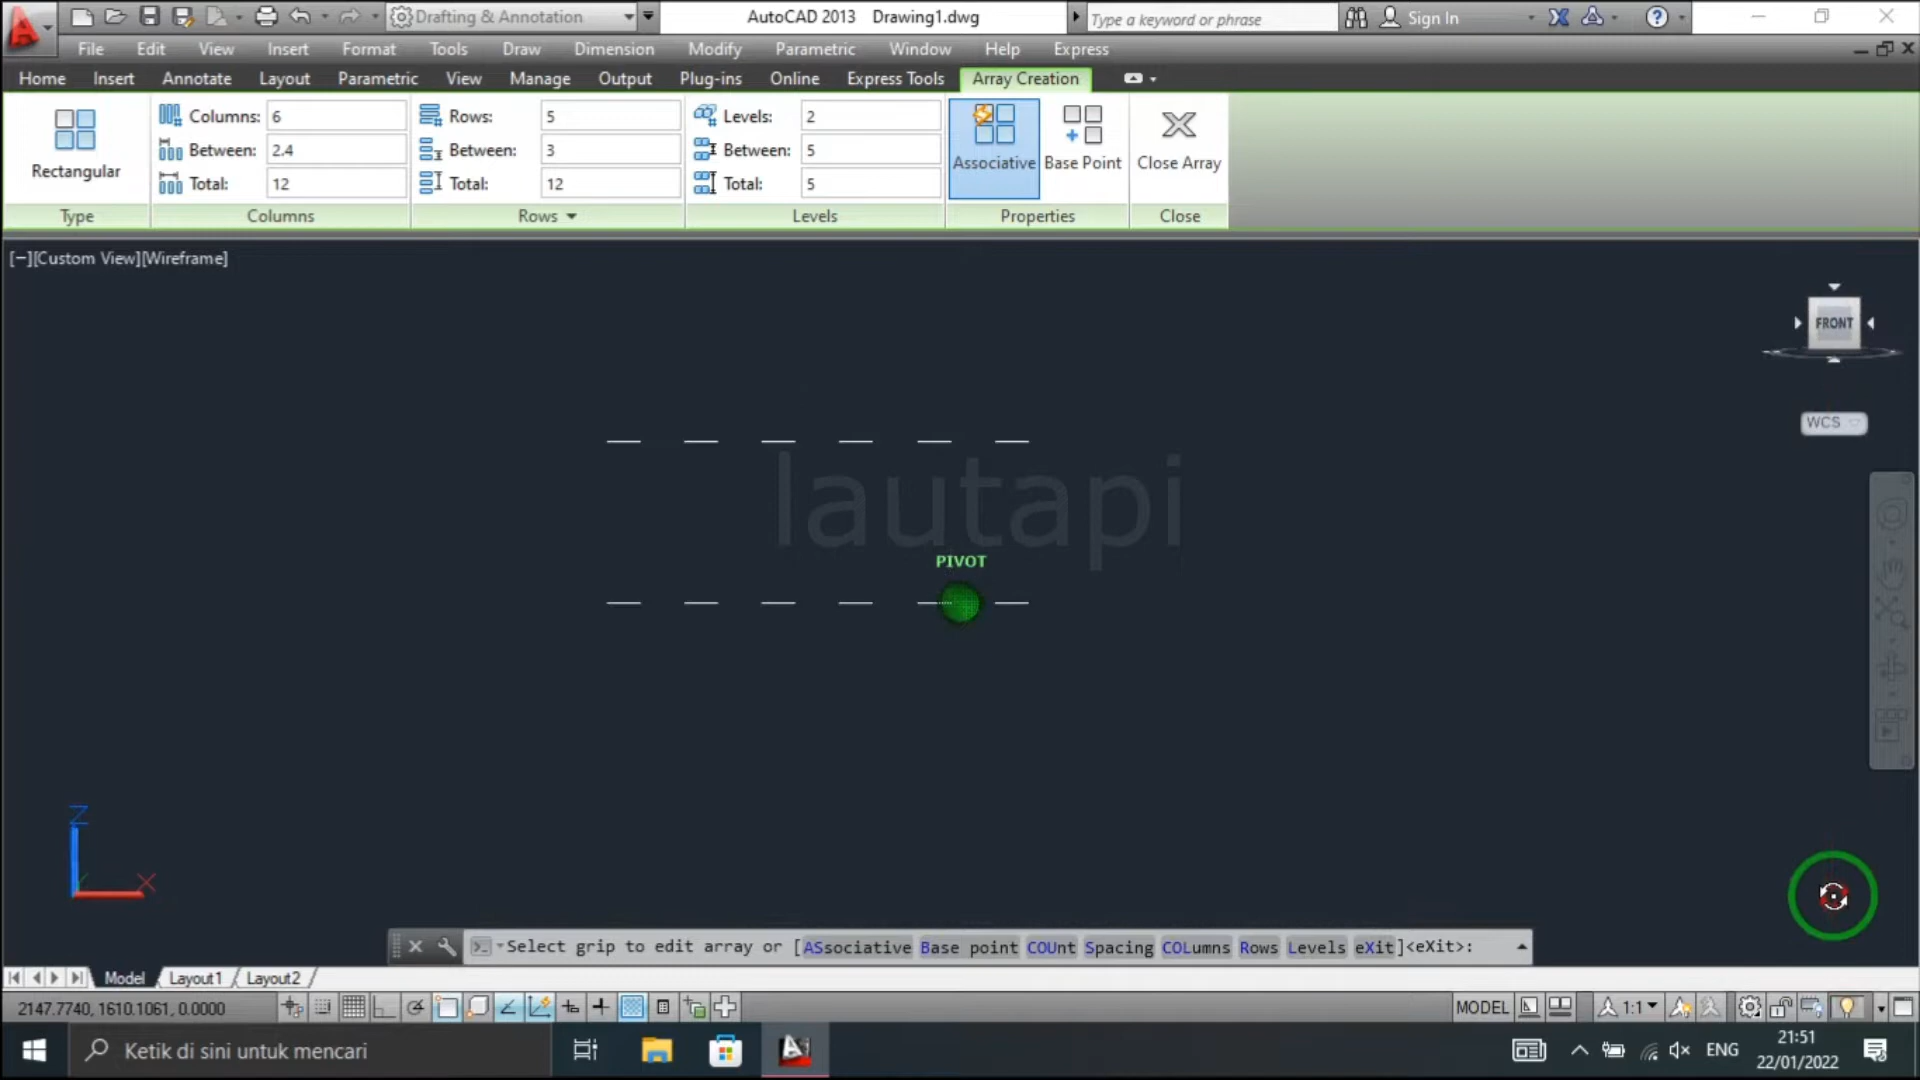 Drafting & Annotation AutoCAD 2013 Drawing1.dwg Type a keyword or phrase Sign In
File Edit View Insert Format Tools Draw Dimension Modify Parametric Window Help Express
Home Insert Annotate Layout Parametric View Manage Output Plug-ins Online Express Tools Array Creation
Columns: 6 Rows: 5 Levels: 2
Between: 2.4 Between: 3 Between: 5
Rectangular Associative Base Point Close Array
Total: 12 Total: 12 Total: 5
Type Columns Rows Levels Properties Close
[−][Custom View][Wireframe]
FRONT
WCS
lautapi
PIVOT
Z
X
Select grip to edit array or [ASsociative Base point COUnt Spacing COLumns Rows Levels eXit]<eXit>:
Model Layout1 Layout2
2147.7740, 1610.1061, 0.0000 MODEL 1:1
Ketik di sini untuk mencari ENG 21:51
22/01/2022